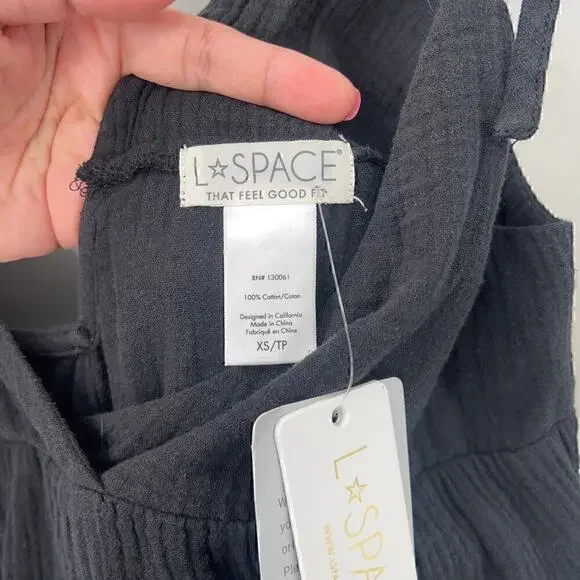 L☆SPACE®
THAT FEEL GOOD FIT
RN# 130061
100% Cotton/Coton
Designed in California
Made in China
Fabriqué en Chine
XS/TP
L☆SPA